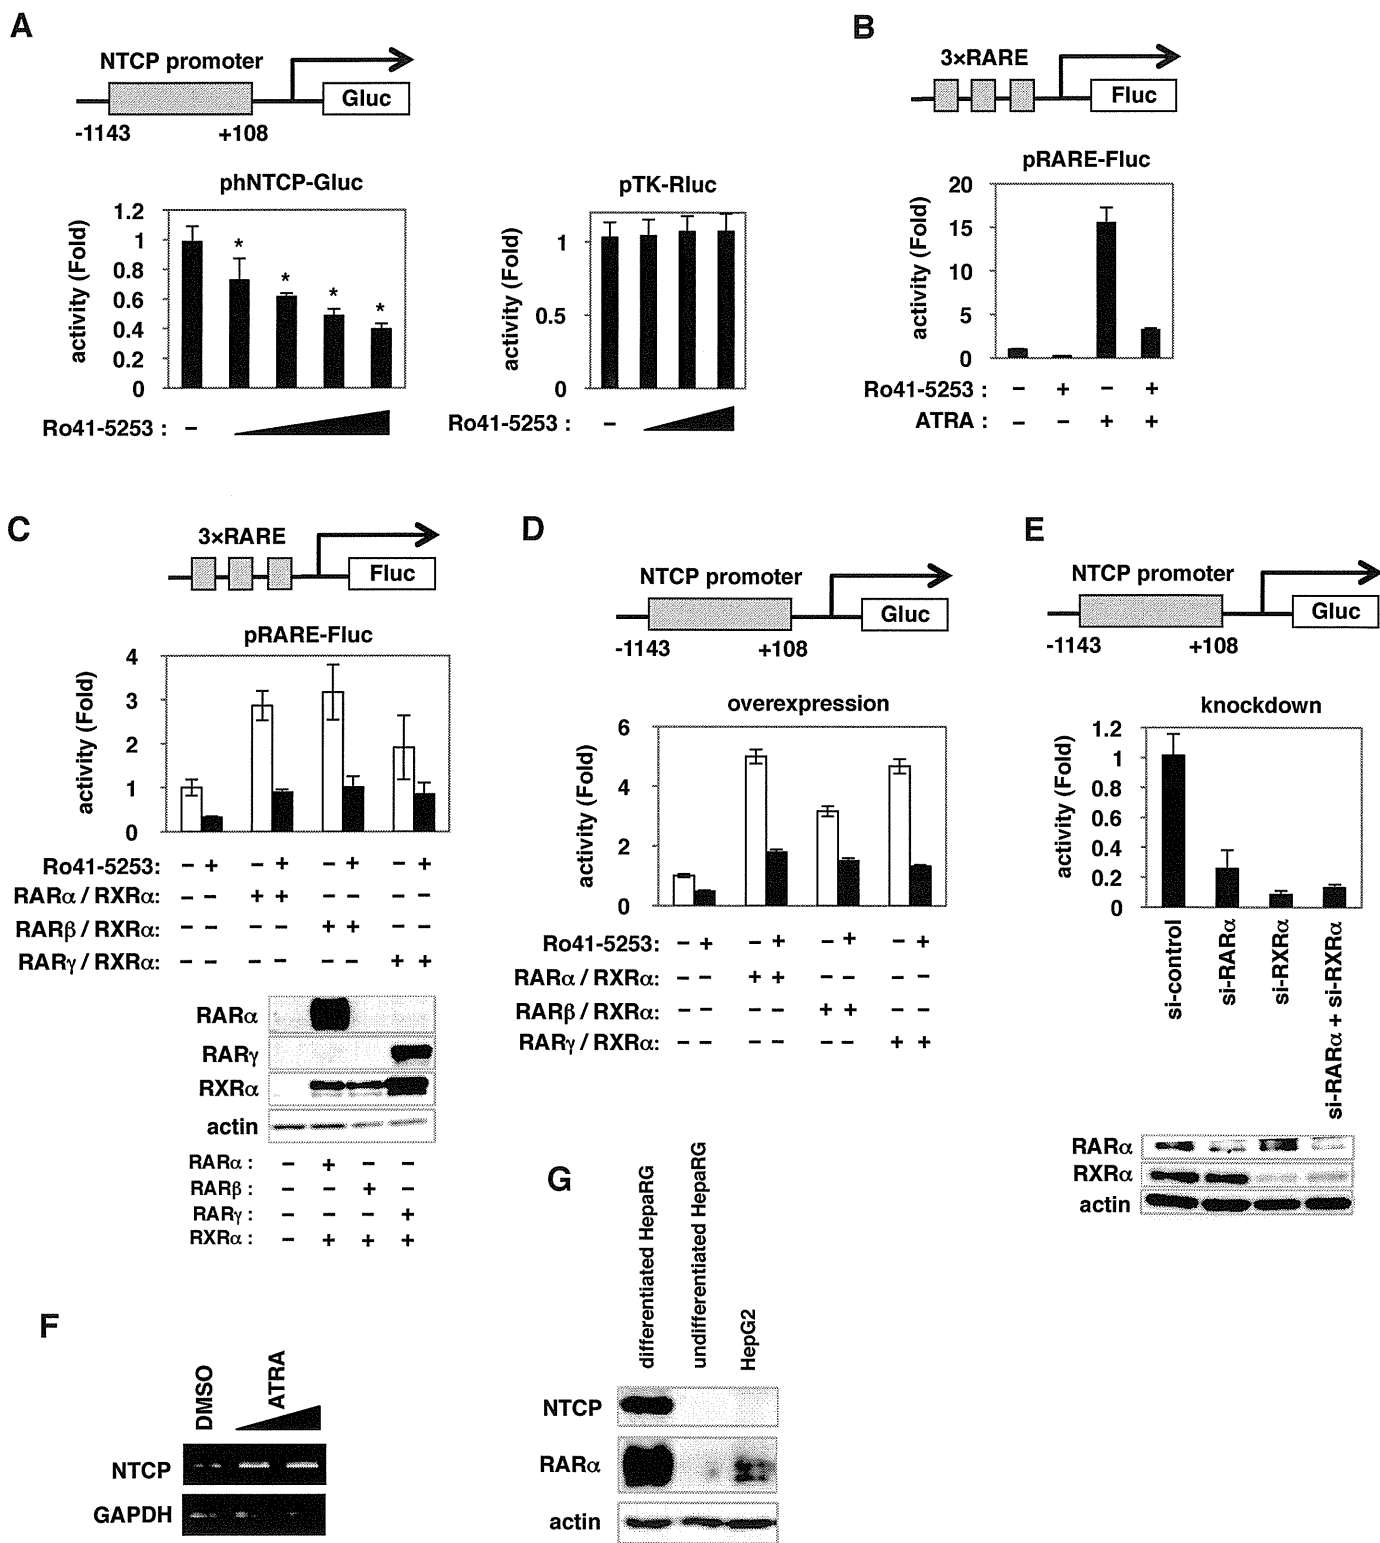 A
NTCP promoter
Gluc
-1143
+108
phNTCP-Gluc
activity (Fold)
1.2
1
0.8
0.6
0.4
0.2
0
*
*
*
*
Ro41-5253 :
–
pTK-Rluc
activity (Fold)
1
0.5
0
Ro41-5253 :
–
B
3×RARE
Fluc
pRARE-Fluc
activity (Fold)
20
15
10
5
0
Ro41-5253 : – + – +
ATRA : – – + +
C
3×RARE
Fluc
pRARE-Fluc
activity (Fold)
4
3
2
1
0
Ro41-5253: – + – + – + – +
RARα / RXRα: – – + + – – – –
RARβ / RXRα: – – – – + + – –
RARγ / RXRα: – – – – – – + +
RARα
RARγ
RXRα
actin
RARα : – + – –
RARβ : – – + –
RARγ : – – – +
RXRα : – + + +
D
NTCP promoter
Gluc
-1143
+108
overexpression
activity (Fold)
6
4
2
0
Ro41-5253: – + – + – + – +
RARα / RXRα: – – + + – – – –
RARβ / RXRα: – – – – + + – –
RARγ / RXRα: – – – – – – + +
E
NTCP promoter
Gluc
-1143
+108
knockdown
activity (Fold)
1.2
1
0.8
0.6
0.4
0.2
0
si-control
si-RARα
si-RXRα
si-RARα + si-RXRα
RARα
RXRα
actin
F
DMSO
ATRA
NTCP
GAPDH
G
differentiated HepaRG
undifferentiated HepaRG
HepG2
NTCP
RARα
actin